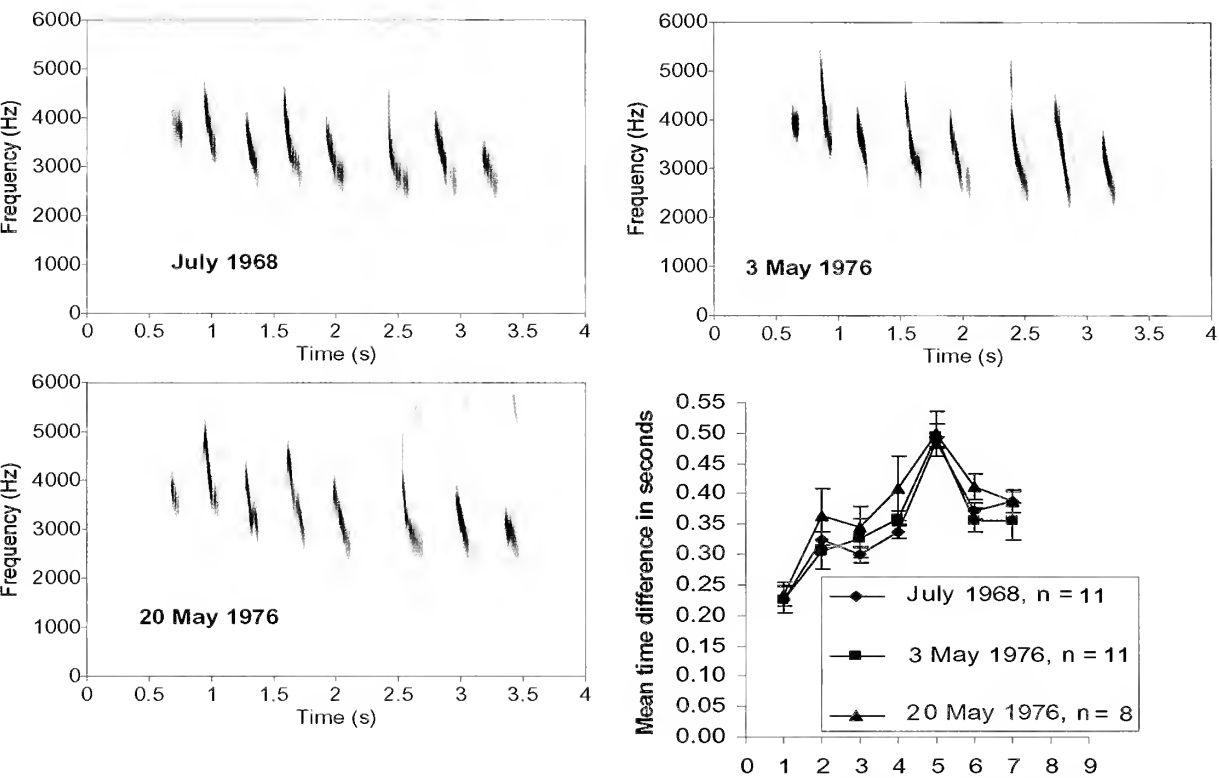 6000
5000
4000
3000
2000
1000
0
Frequency (Hz)
July 1968
0 0.5 1 1.5 2 2.5 3 3.5 4
Time (s)
6000
5000
4000
3000
2000
1000
0
Frequency (Hz)
3 May 1976
0 0.5 1 1.5 2 2.5 3 3.5 4
Time (s)
6000
5000
4000
3000
2000
1000
0
Frequency (Hz)
20 May 1976
0 0.5 1 1.5 2 2.5 3 3.5 4
Time (s)
0.55
0.50
0.45
0.40
0.35
0.30
0.25
0.20
0.15
0.10
0.05
0.00
Mean time difference in seconds
July 1968, n = 11
3 May 1976, n = 11
20 May 1976, n = 8
0 1 2 3 4 5 6 7 8 9